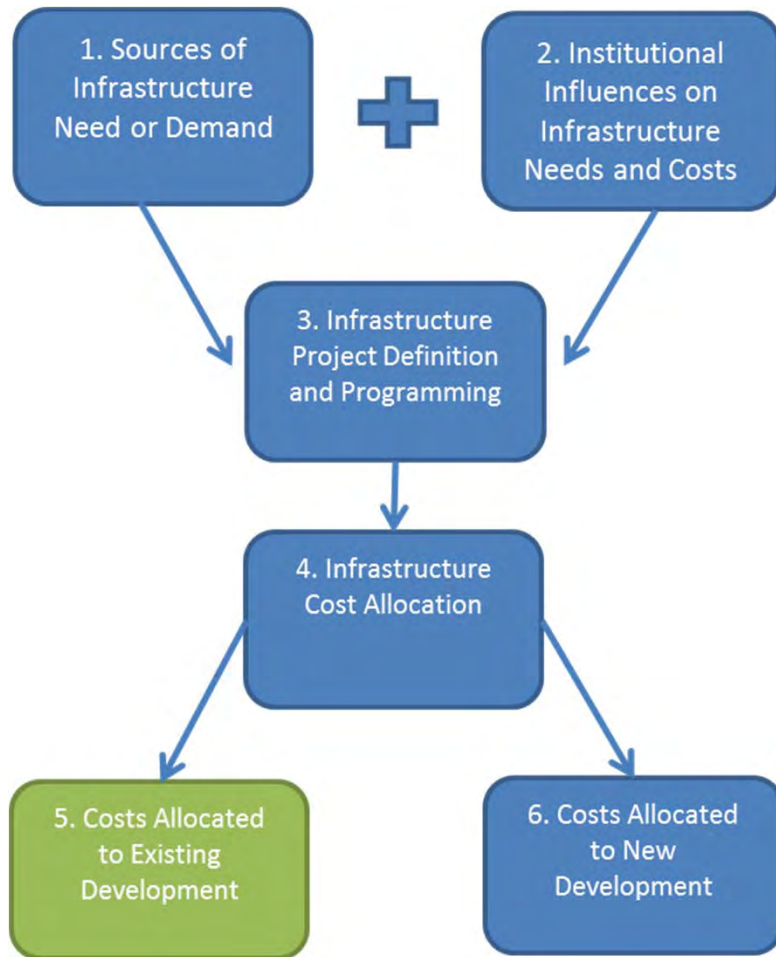 1. Sources of
Infrastructure
Need or Demand
2. Institutional
Influences on
Infrastructure
Needs and Costs
3. Infrastructure
Project Definition
and Programming
4. Infrastructure
Cost Allocation
5. Costs Allocated
to Existing
Development
6. Costs Allocated
to New
Development